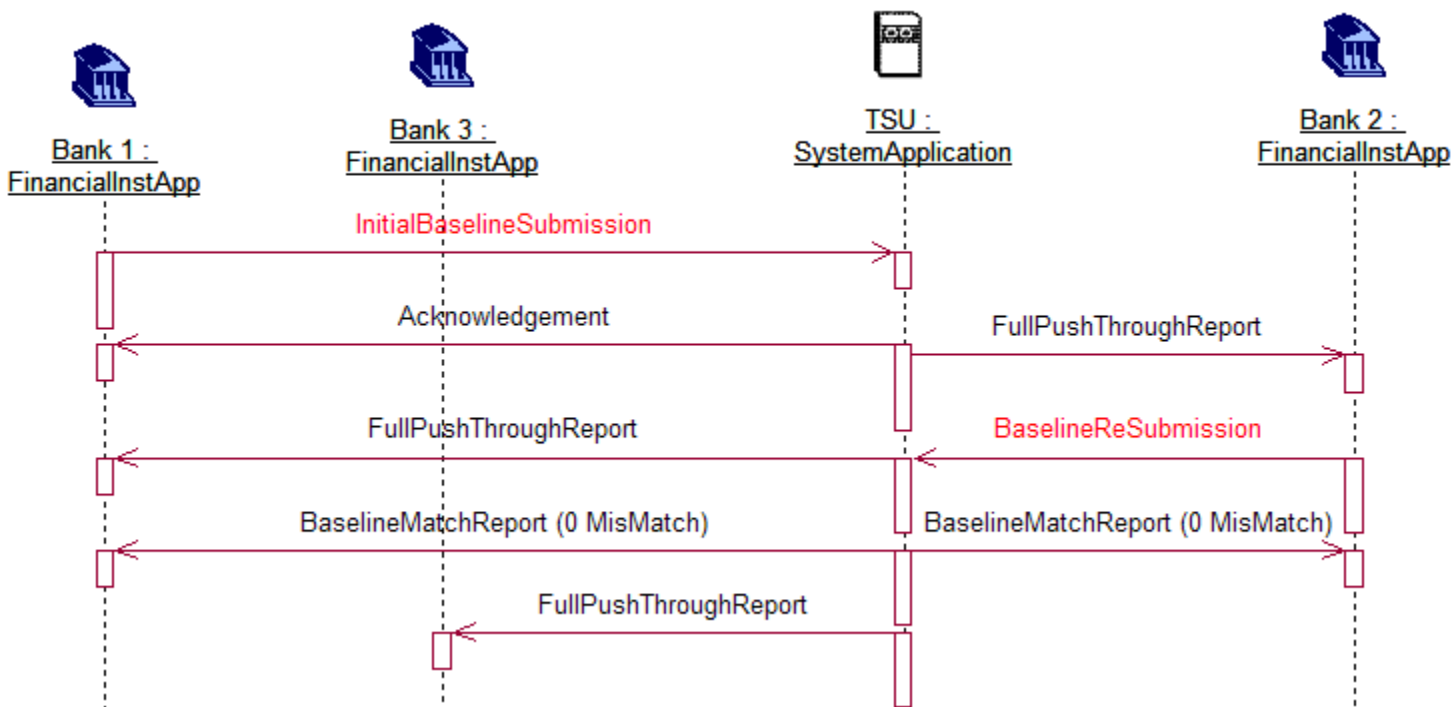 Bank 1 :
FinancialInstApp
Bank 3 :
FinancialInstApp
TSU :
SystemApplication
Bank 2 :
FinancialInstApp
InitialBaselineSubmission
Acknowledgement
FullPushThroughReport
FullPushThroughReport
BaselineReSubmission
BaselineMatchReport (0 MisMatch)
BaselineMatchReport (0 MisMatch)
FullPushThroughReport